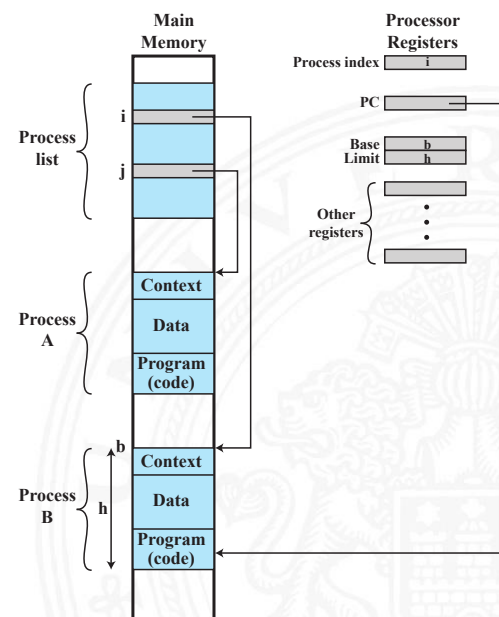 Main
Memory
Processor
Registers
Process index
i
PC
Base
b
Limit
h
Other
registers
Process
list
i
j
Process
A
Context
Data
Program
(code)
Process
B
b
h
Context
Data
Program
(code)